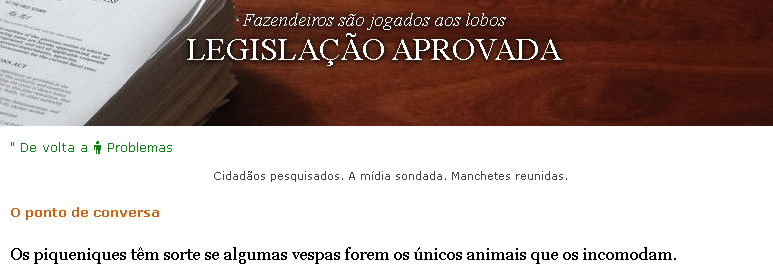 Fazendeiros são jogados aos lobos
LEGISLAÇÃO APROVADA
" De volta a Problemas
Cidadãos pesquisados. A mídia sondada. Manchetes reunidas.
O ponto de conversa
Os piqueniques têm sorte se algumas vespas forem os únicos animais que os incomodam.